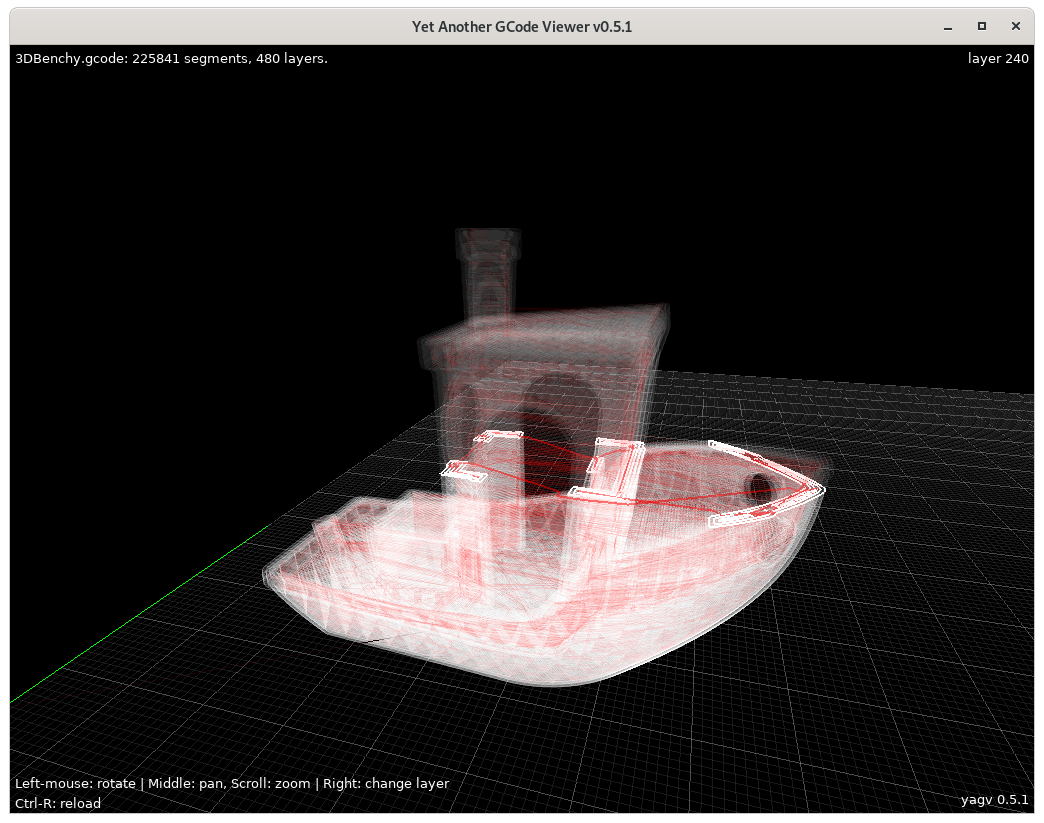 Yet Another GCode Viewer v0.5.1
3DBenchy.gcode: 225841 segments, 480 layers.
layer 240
Left-mouse: rotate | Middle: pan, Scroll: zoom | Right: change layer
Ctrl-R: reload
yagv 0.5.1